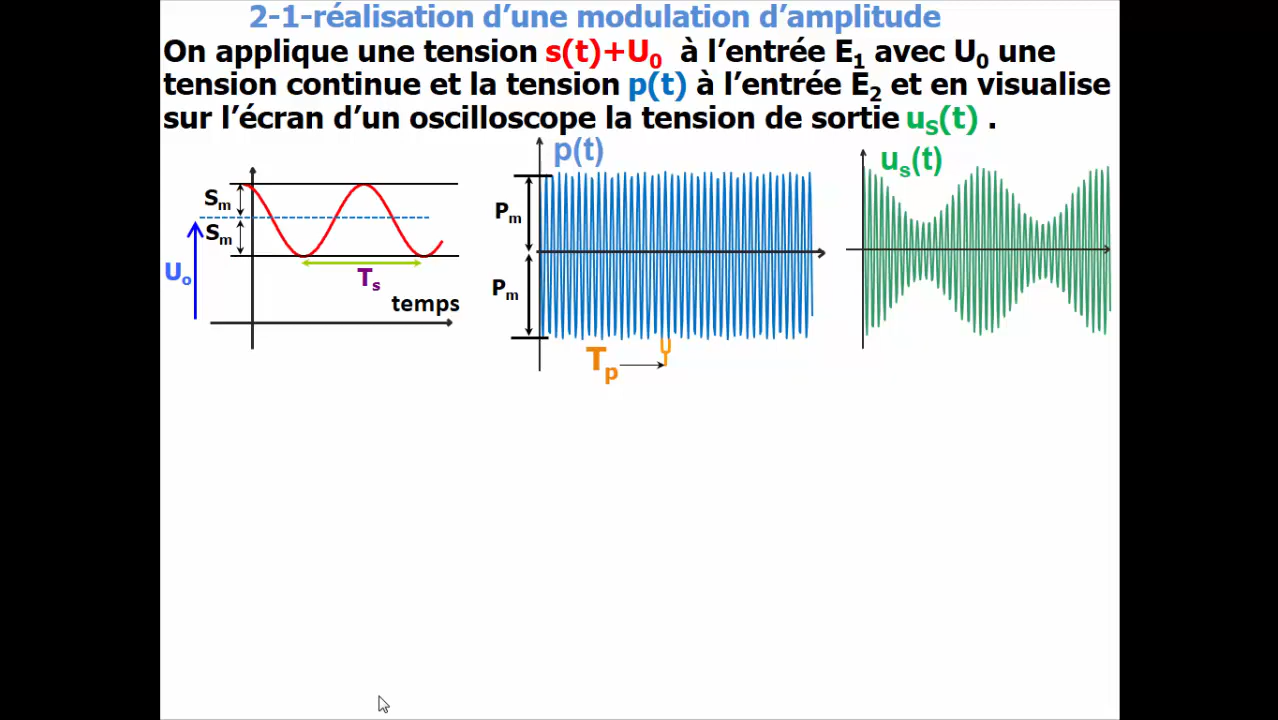 2-1-réalisation d’une modulation d’amplitude
On applique une tension s(t)+U₀ à l’entrée E₁ avec U₀ une
tension continue et la tension p(t) à l’entrée E₂ et en visualise
sur l’écran d’un oscilloscope la tension de sortie uS(t) .
p(t)
us(t)
Sm
Sm
Uo
Ts
temps
Pm
Pm
Tp